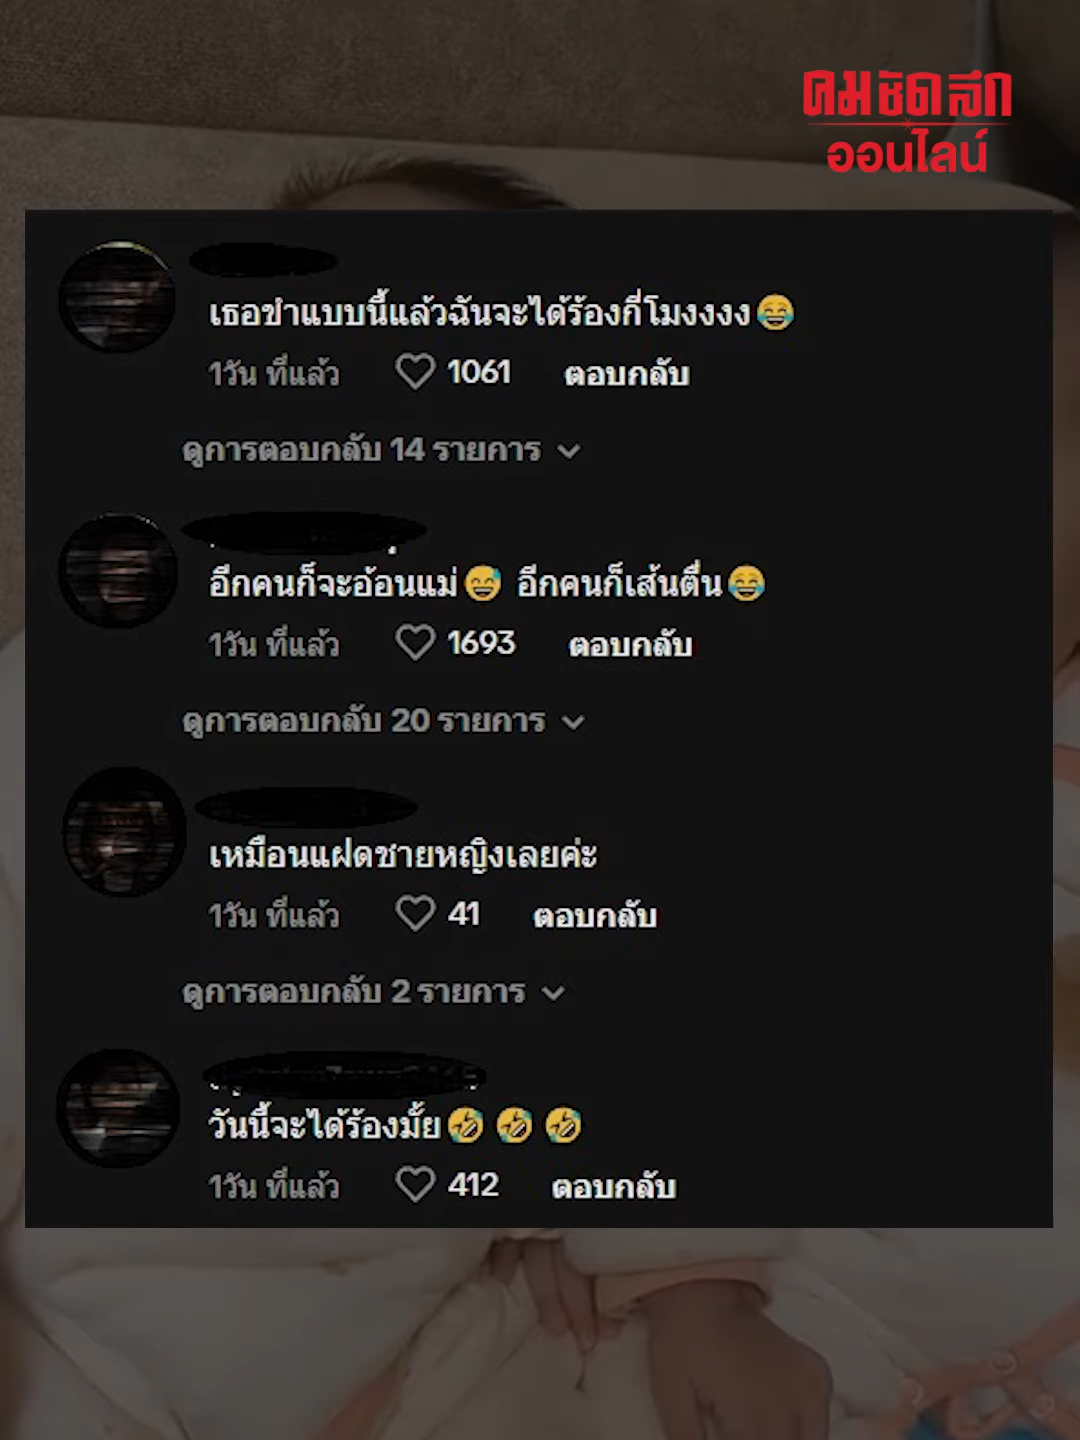 คมชัดลึก
ออนไลน์
เธอขำแบบนี้แล้วฉันจะได้ร้องกี่โมงงงง😂
1วัน ที่แล้ว 1061 ตอบกลับ
ดูการตอบกลับ 14 รายการ
อีกคนก็จะอ้อนแม่😅 อีกคนก็เส้นตื่น😂
1วัน ที่แล้ว 1693 ตอบกลับ
ดูการตอบกลับ 20 รายการ
เหมือนแฝดชายหญิงเลยค่ะ
1วัน ที่แล้ว 41 ตอบกลับ
ดูการตอบกลับ 2 รายการ
วันนี้จะได้ร้องมั้ย🤣🤣🤣
1วัน ที่แล้ว 412 ตอบกลับ